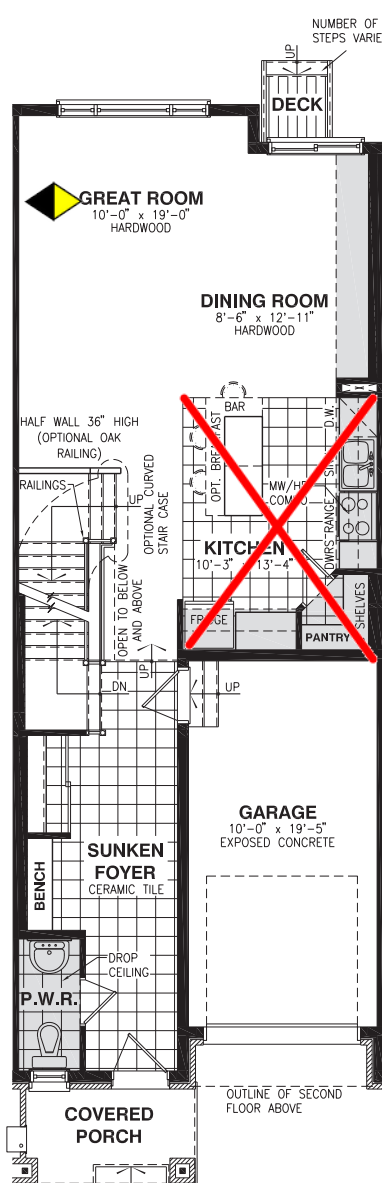 NUMBER OF
STEPS VARIE
UP
DECK
GREAT ROOM
10'-0" x 19'-0"
HARDWOOD
DINING ROOM
8'-6" x 12'-11"
HARDWOOD
HALF WALL 36" HIGH
(OPTIONAL OAK
RAILING)
RAILINGS
UP
OPTIONAL CURVED
STAIR CASE
OPEN TO BELOW
AND ABOVE
BAR
OPT. BREAKFAST
D.W.
MW/H
COM
DWRS RANGE
KITCHEN
10'-3" x 13'-4"
FRIDGE
PANTRY
SHELVES
UP
DN
UP
GARAGE
10'-0" x 19'-5"
EXPOSED CONCRETE
SUNKEN
FOYER
CERAMIC TILE
BENCH
DROP
CEILING
P.W.R.
OUTLINE OF SECOND
FLOOR ABOVE
COVERED
PORCH